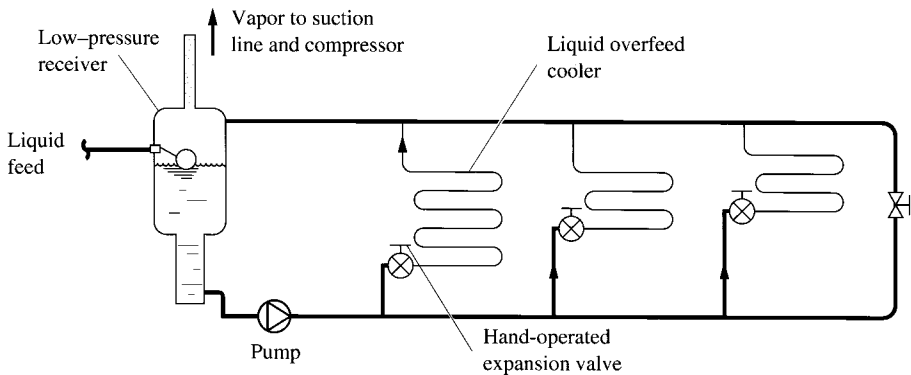 Vapor to suction
line and compressor
Low–pressure
receiver
Liquid overfeed
cooler
Liquid
feed
Pump
Hand-operated
expansion valve